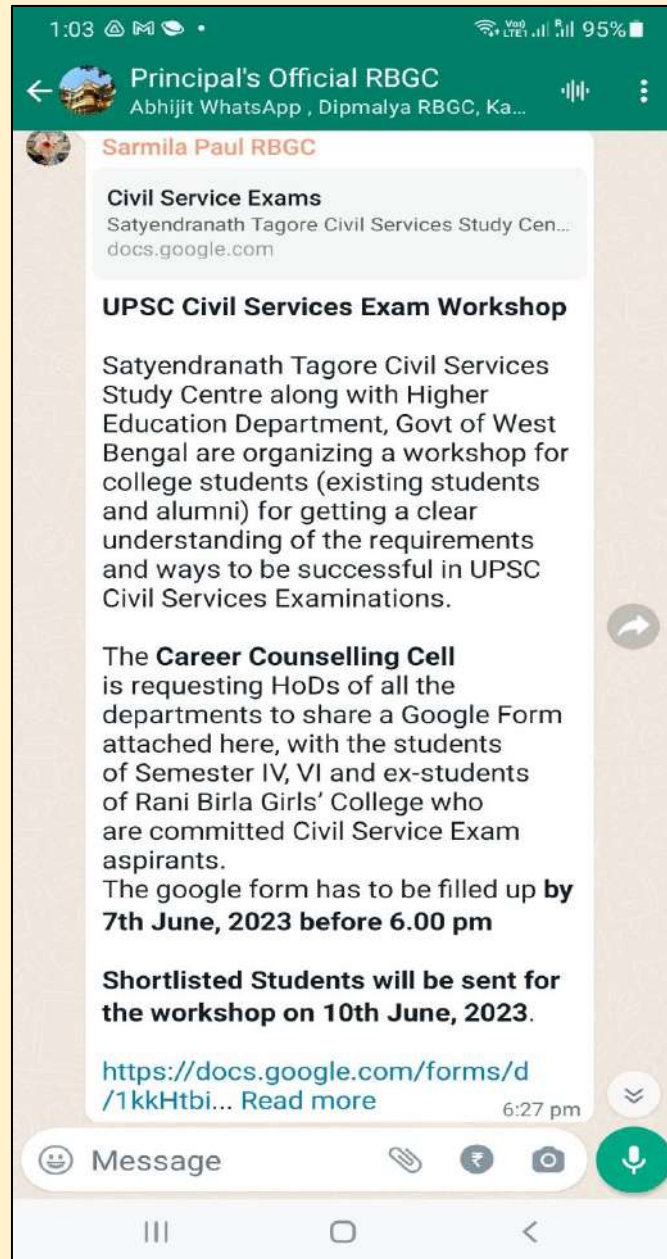 1:03
95%
Principal's Official RBGC
Abhijit WhatsApp , Dipmalya RBGC, Ka...
Sarmila Paul RBGC
Civil Service Exams
Satyendranath Tagore Civil Services Study Cen...
docs.google.com
UPSC Civil Services Exam Workshop
Satyendranath Tagore Civil Services
Study Centre along with Higher
Education Department, Govt of West
Bengal are organizing a workshop for
college students (existing students
and alumni) for getting a clear
understanding of the requirements
and ways to be successful in UPSC
Civil Services Examinations.
The Career Counselling Cell
is requesting HoDs of all the
departments to share a Google Form
attached here, with the students
of Semester IV, VI and ex-students
of Rani Birla Girls' College who
are committed Civil Service Exam
aspirants.
The google form has to be filled up by
7th June, 2023 before 6.00 pm
Shortlisted Students will be sent for
the workshop on 10th June, 2023.
https://docs.google.com/forms/d
/1kkHtbi... Read more
6:27 pm
Message